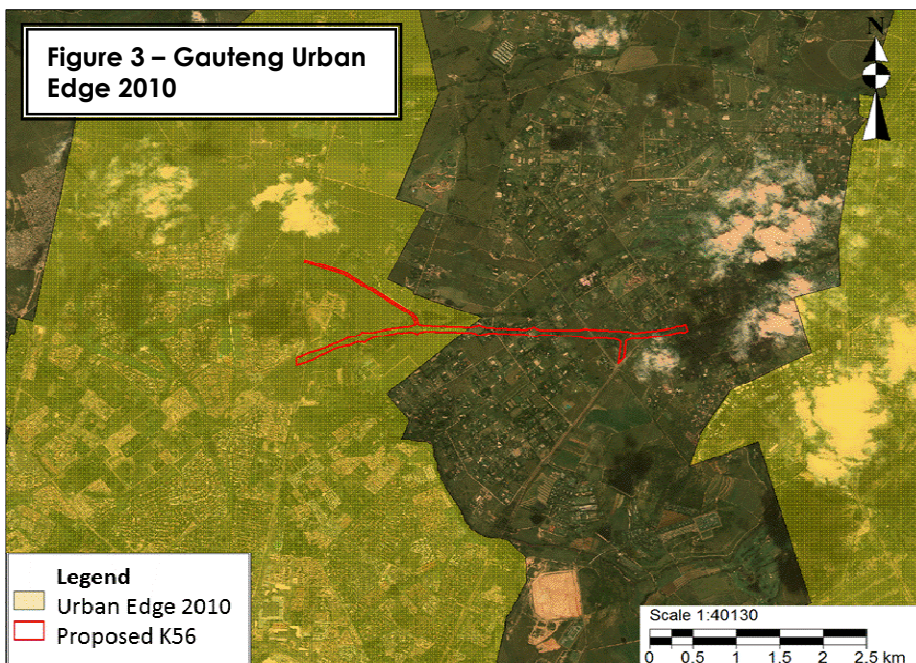 Figure 3 – Gauteng Urban
Edge 2010
N
Legend
Urban Edge 2010
Proposed K56
Scale 1:40130
0 0.5 1 1.5 2 2.5 km